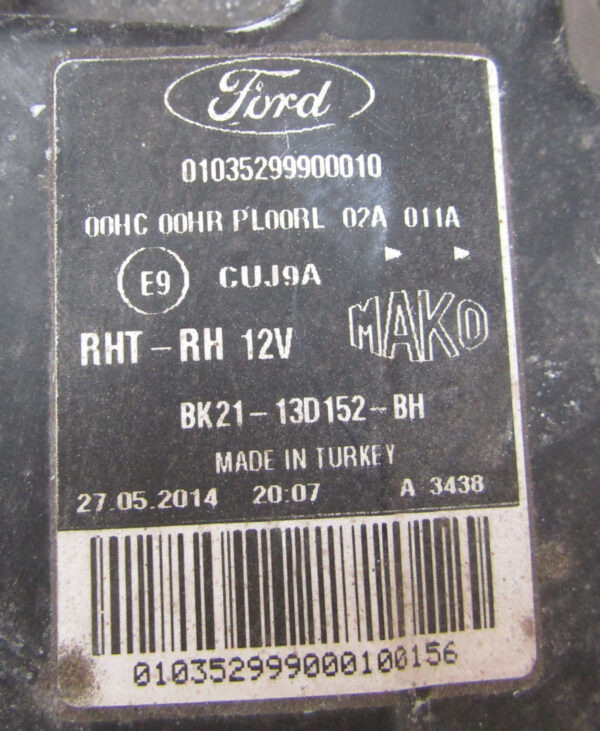 Ford
01035299900010
00HC 00HR PL00RL 02A 011A
E9 CUJ9A
MAKO
RHT-RH 12V
BK21-13D152-BH
MADE IN TURKEY
27.05.2014 20:07 A 3438
010352999000100156